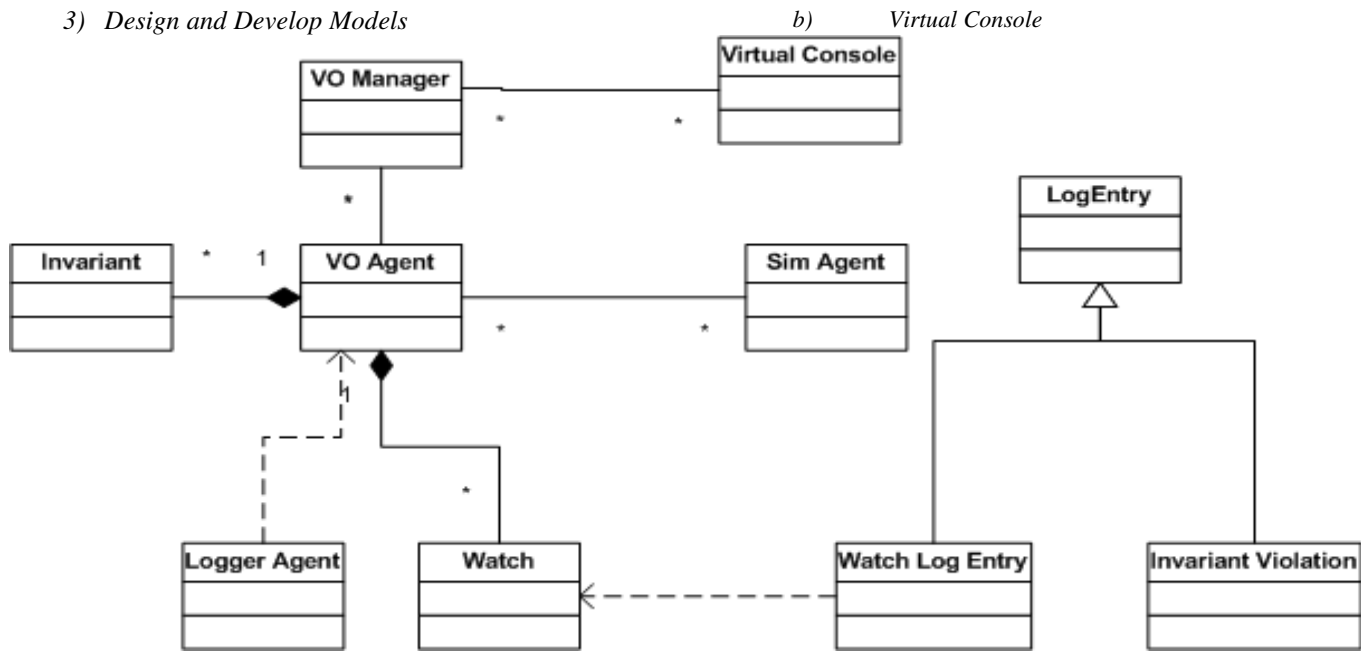 3) Design and Develop Models
b) Virtual Console
Virtual Console
VO Manager
* *
*
LogEntry
Invariant
* 1
VO Agent
Sim Agent
* *
1
*
Logger Agent
Watch
Watch Log Entry
Invariant Violation